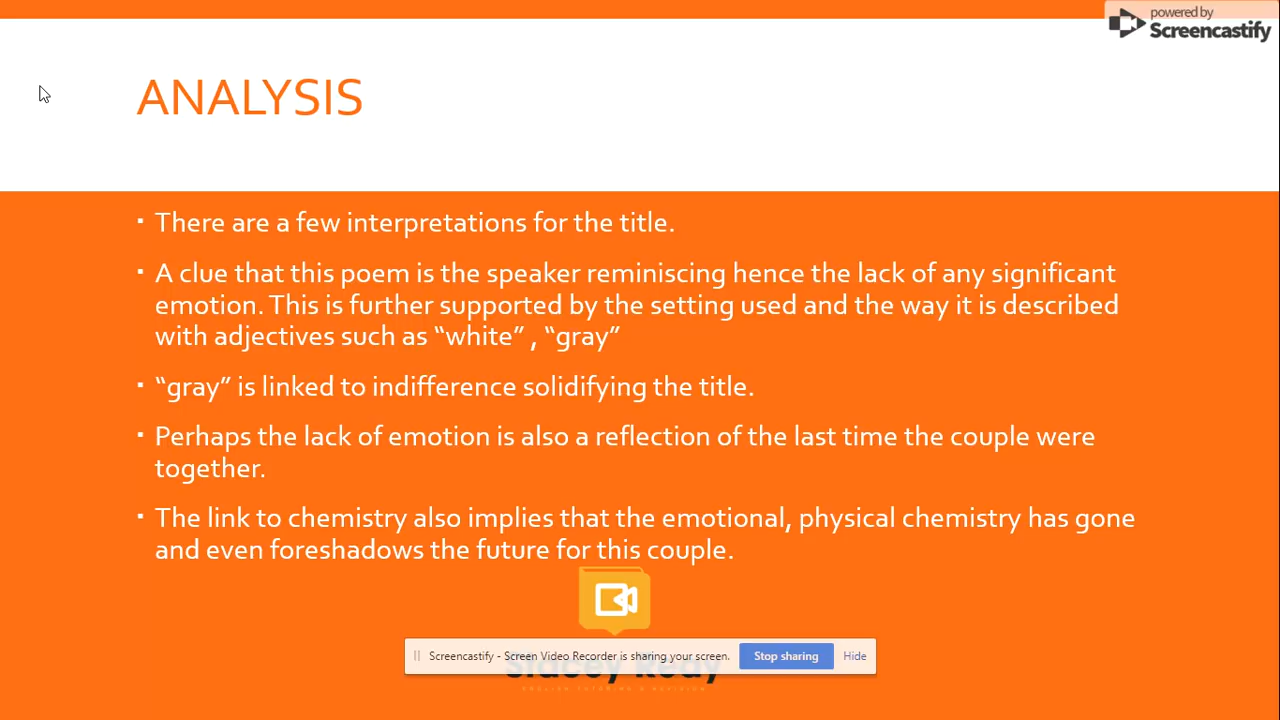 powered by
Screencastify
ANALYSIS
▪ There are a few interpretations for the title.
▪ A clue that this poem is the speaker reminiscing hence the lack of any significant
emotion. This is further supported by the setting used and the way it is described
with adjectives such as “white” , “gray”
▪ “gray” is linked to indifference solidifying the title.
▪ Perhaps the lack of emotion is also a reflection of the last time the couple were
together.
▪ The link to chemistry also implies that the emotional, physical chemistry has gone
and even foreshadows the future for this couple.
Screencastify - Screen Video Recorder is sharing your screen. Stop sharing Hide
Stacey Reay